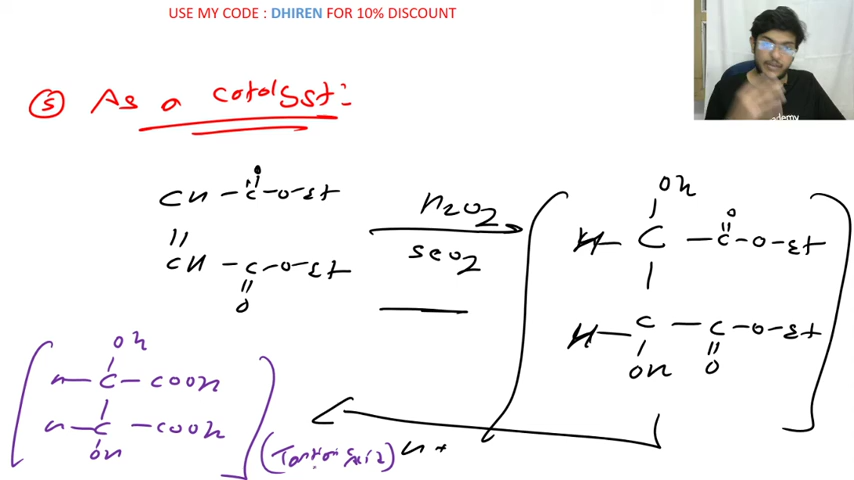 USE MY CODE : DHIREN FOR 10% DISCOUNT
demy
⑤ As a catalyst:
CH – C – O – Et
O
||
CH – C – O – Et
||
O
H2O2
SeO2
OH
|
H – C – C – O – Et
O
|
H – C – C – O – Et
|
OH
||
O
H+
OH
|
H – C – COOH
|
H – C – COOH
|
OH
(Tartaric Acid)